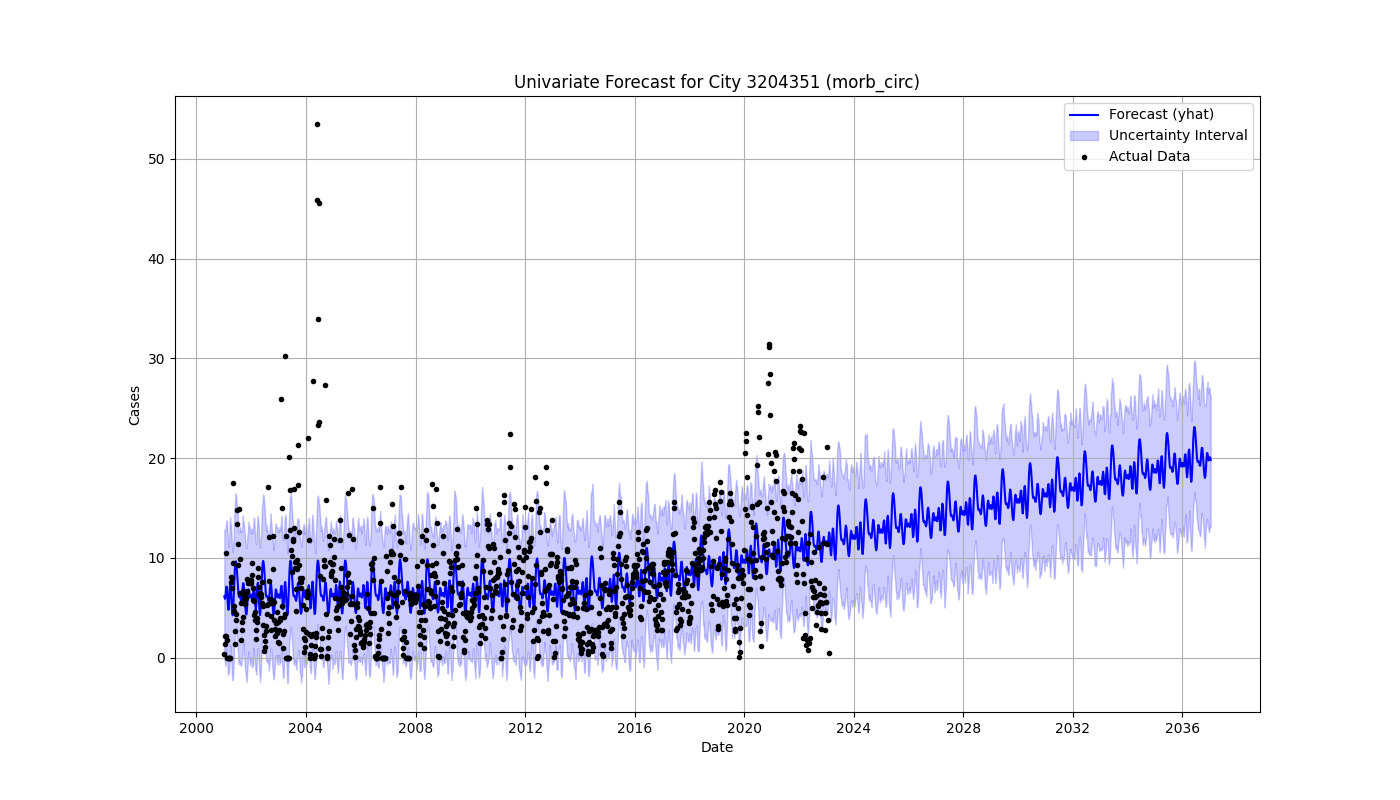 Univariate Forecast for City 3204351 (morb_circ)
Forecast (yhat)
Uncertainty Interval
Actual Data
Cases
50
40
30
20
10
0
2000 2004 2008 2012 2016 2020 2024 2028 2032 2036
Date